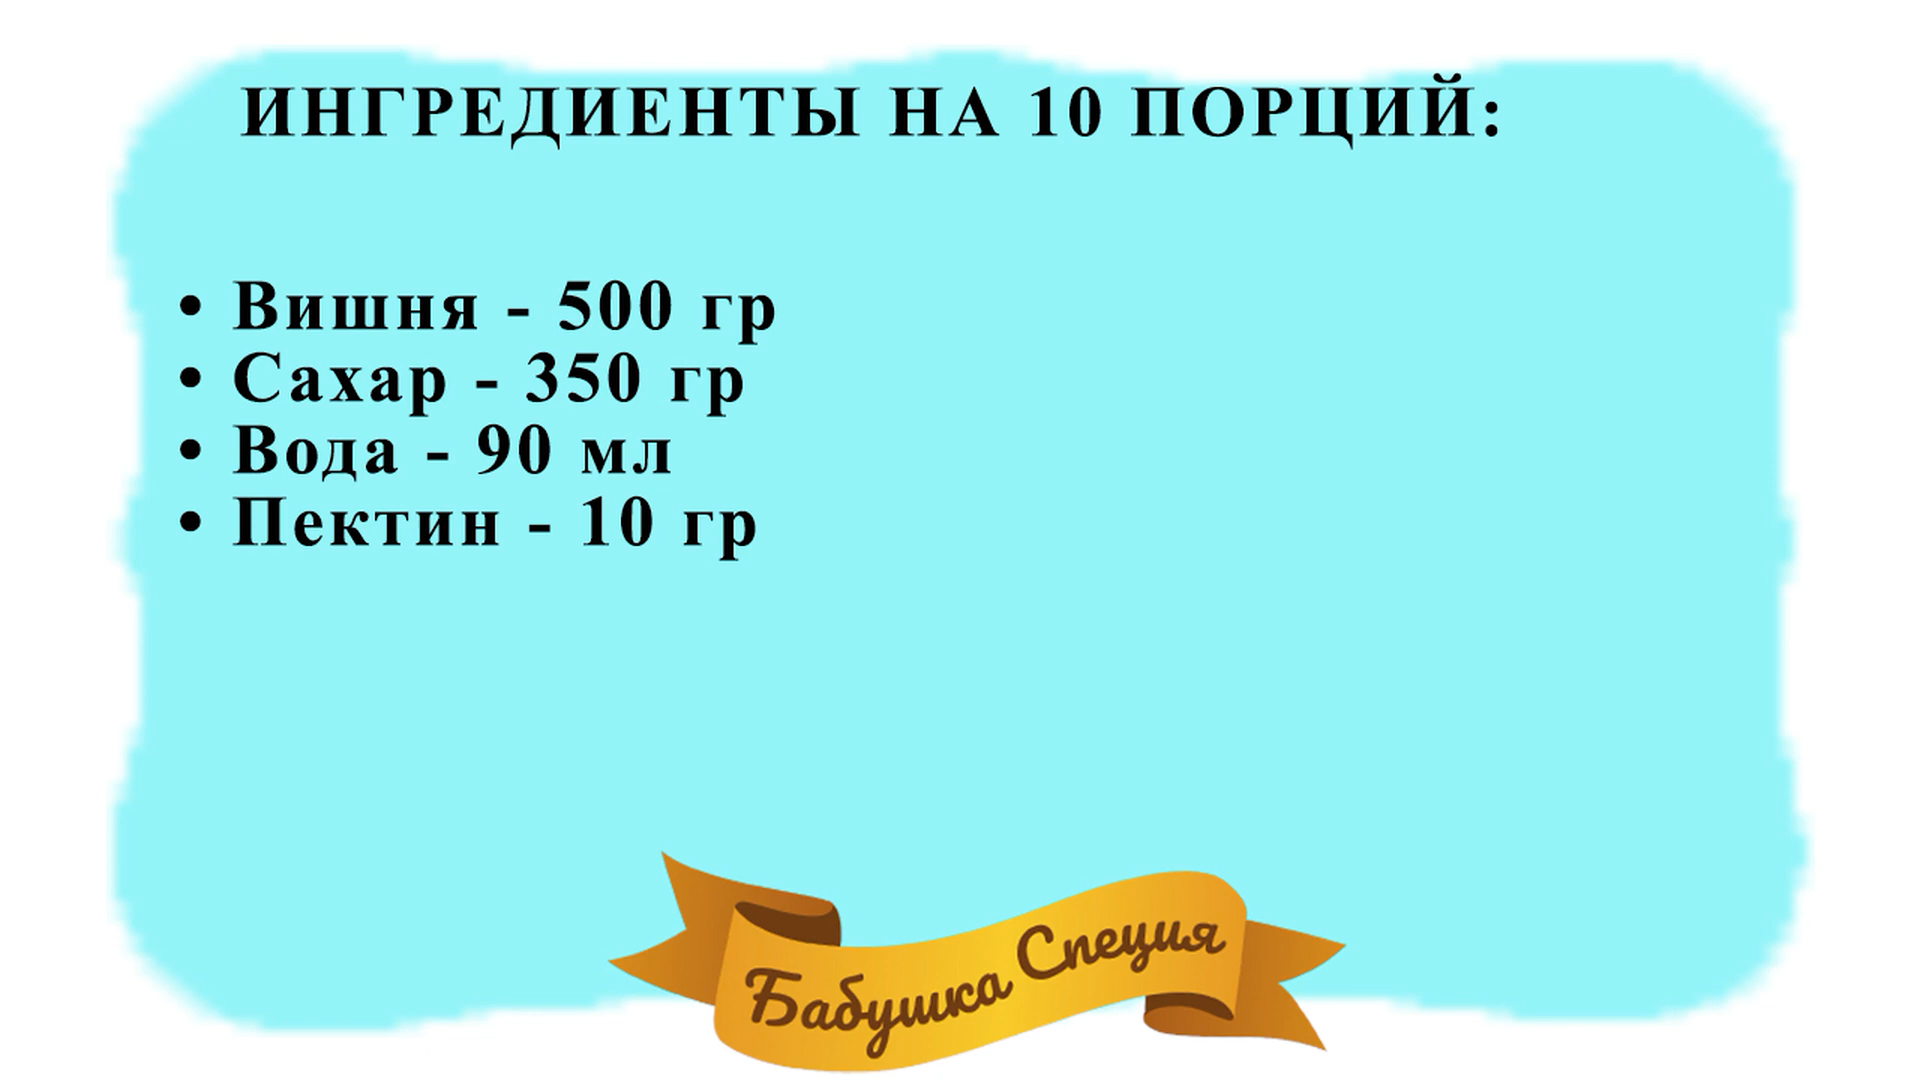 ИНГРЕДИЕНТЫ НА 10 ПОРЦИЙ:
• Вишня - 500 гр
• Сахар - 350 гр
• Вода - 90 мл
• Пектин - 10 гр
Бабушка Специя